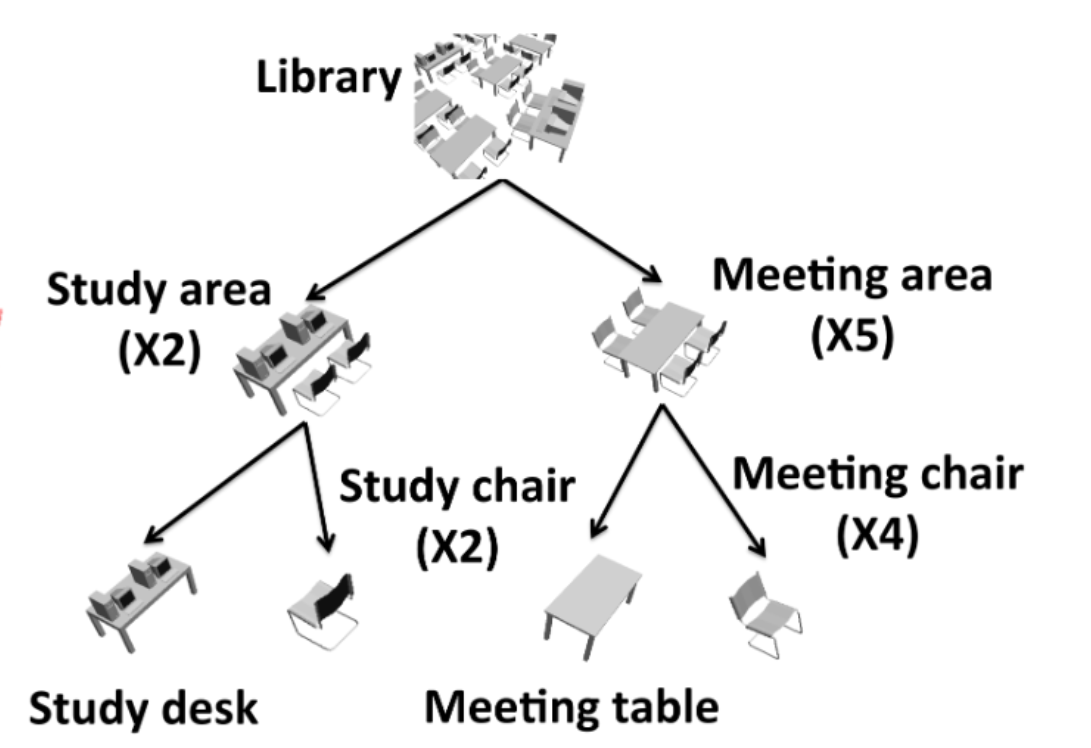 Library
Study area
(X2)
Meeting area
(X5)
Study chair
(X2)
Meeting chair
(X4)
Study desk
Meeting table